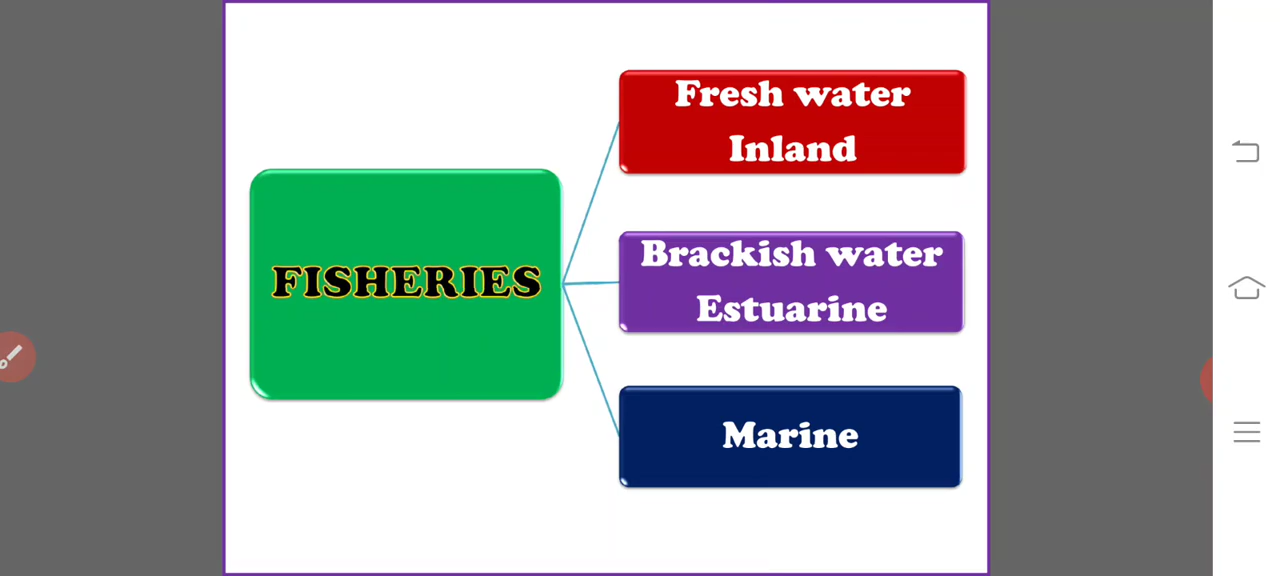 FISHERIES
Fresh water
Inland
Brackish water
Estuarine
Marine